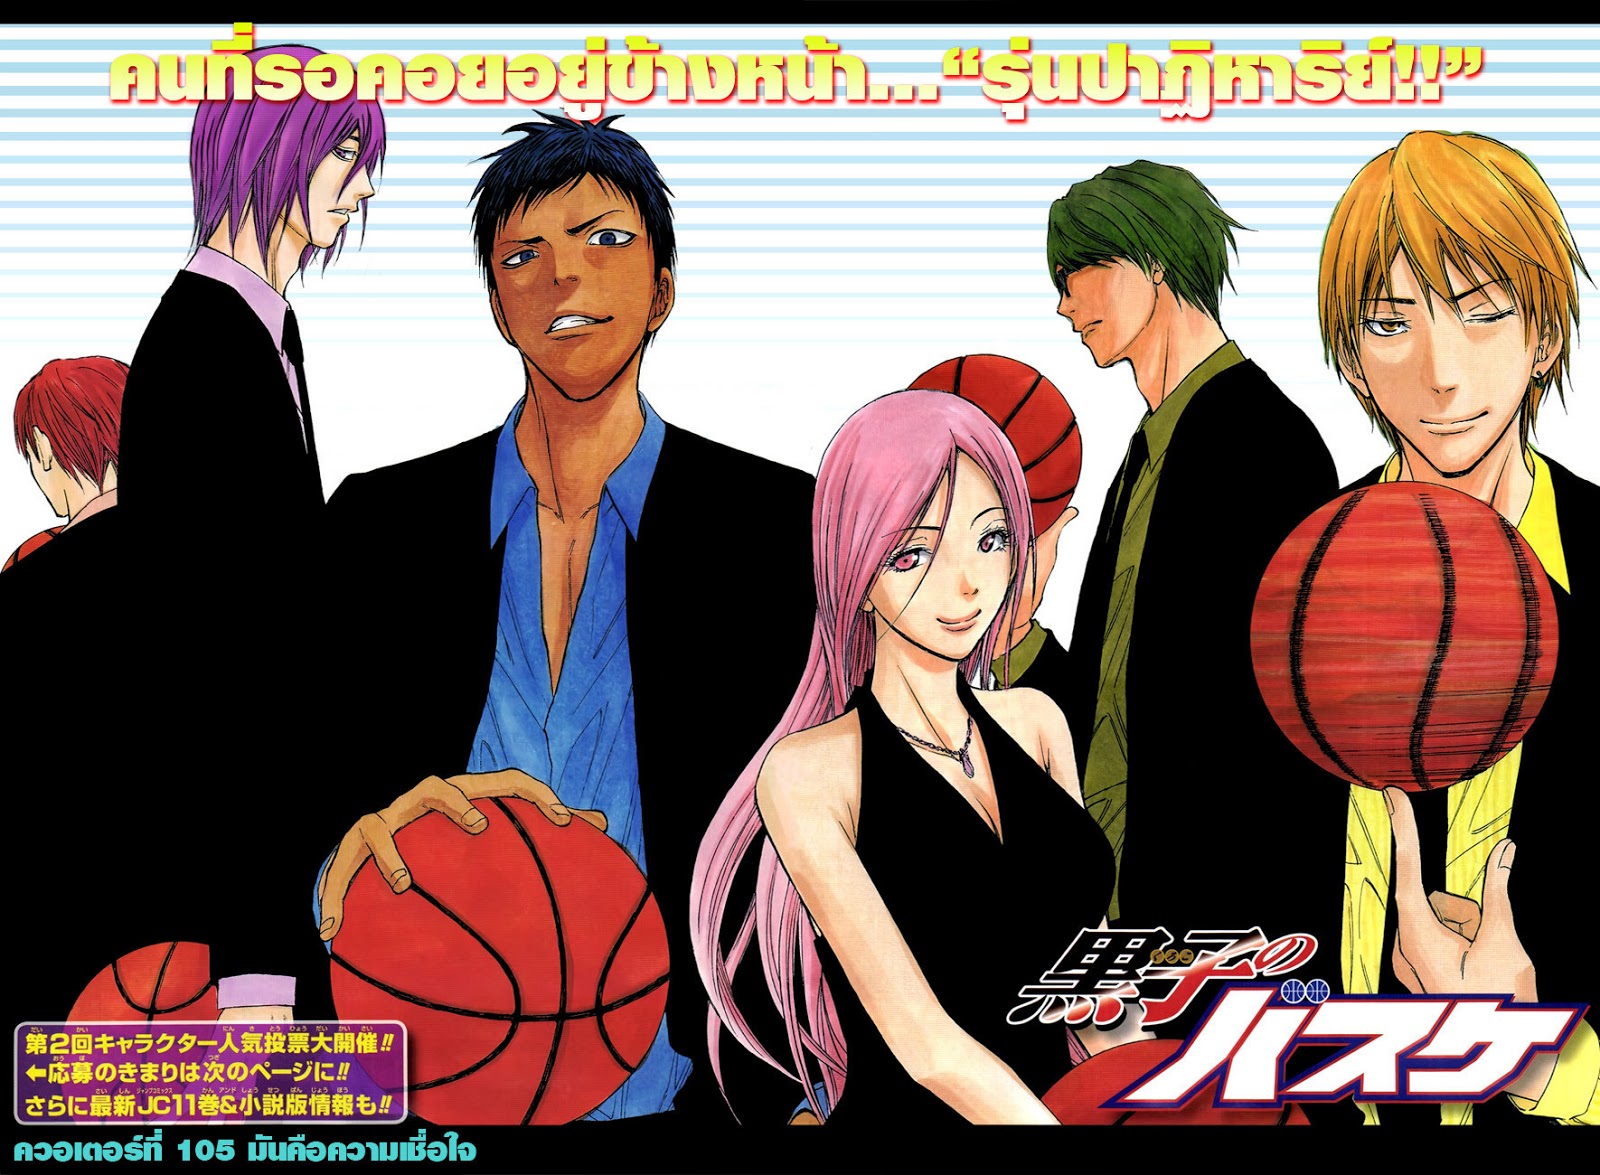 คนที่รอคอยอยู่ข้างหน้า... “รุ่นปาฏิหาริย์!!”
黒子のバスケ
くろこ
第2回キャラクター人気投票大開催!!
←応募のきまりは次のページに!!
さらに最新JC11巻&小説版情報も!!
ควอเตอร์ที่ 105 มันคือความเชื่อใจ